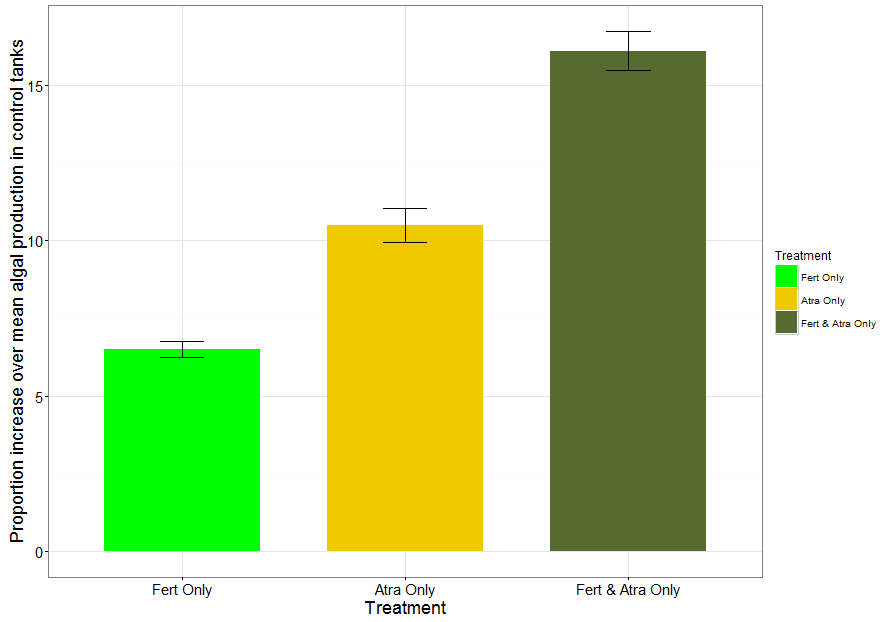 Proportion increase over mean algal production in control tanks
15
10
5
0
Fert Only
Atra Only
Fert & Atra Only
Treatment
Treatment
Fert Only
Atra Only
Fert & Atra Only